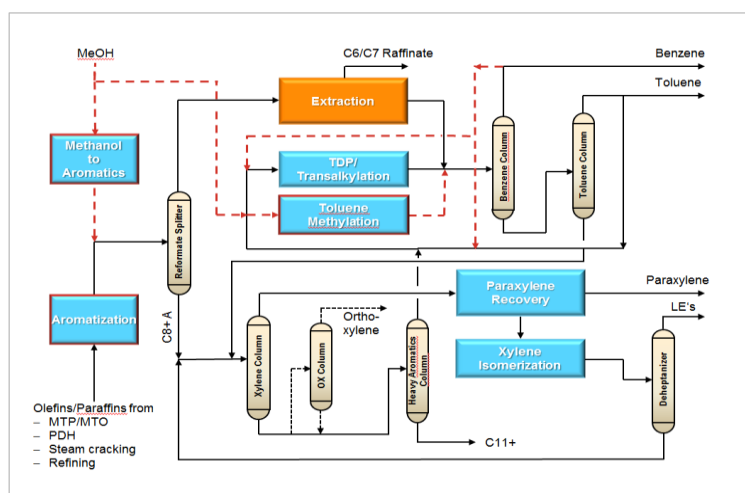 MeOH
C6/C7 Raffinate
Benzene
Toluene
Extraction
Methanol
to
Aromatics
TDP/
Transalkylation
Toluene
Methylation
Benzene Column
Toluene Column
Reformate Splitter
Aromatization
C8+ A
Paraxylene
Recovery
Paraxylene
LE's
Ortho-
xylene
Xylene Column
OX Column
Heavy Aromatics
Column
Xylene
Isomerization
Deheptanizer
C11+
Olefins/Paraffins from
– MTP/MTO
– PDH
– Steam cracking
– Refining